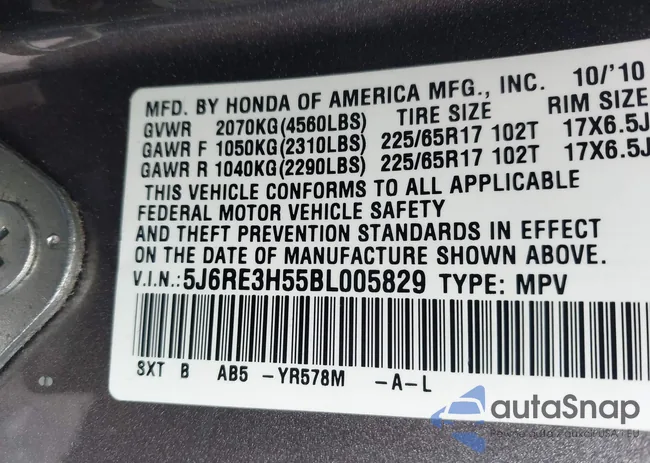 MFD. BY HONDA OF AMERICA MFG., INC. 10/'10
GVWR 2070KG(4560LBS) TIRE SIZE RIM SIZE
GAWR F 1050KG(2310LBS) 225/65R17 102T 17X6.5J
GAWR R 1040KG(2290LBS) 225/65R17 102T 17X6.5J
THIS VEHICLE CONFORMS TO ALL APPLICABLE
FEDERAL MOTOR VEHICLE SAFETY
AND THEFT PREVENTION STANDARDS IN EFFECT
ON THE DATE OF MANUFACTURE SHOWN ABOVE.
V.I.N.:5J6RE3H55BL005829 TYPE: MPV
SXT B AB5 -YR578M -A-L
autaSnap